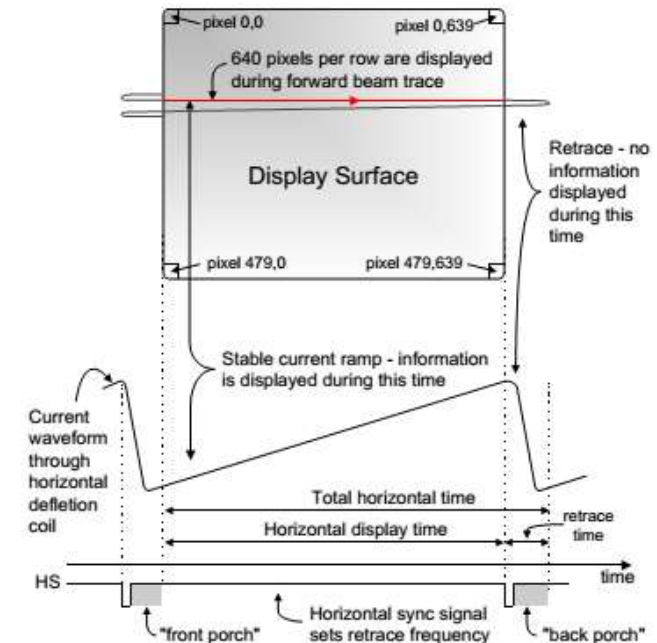 pixel 0,0
pixel 0,639
640 pixels per row are displayed
during forward beam trace
Retrace - no
information
displayed
during this
time
Display Surface
pixel 479,0
pixel 479,639
Stable current ramp - information
is displayed during this time
Current
waveform
through
horizontal
defletion
coil
Total horizontal time
Horizontal display time
retrace
time
HS
time
"front porch"
Horizontal sync signal
sets retrace frequency
"back porch"